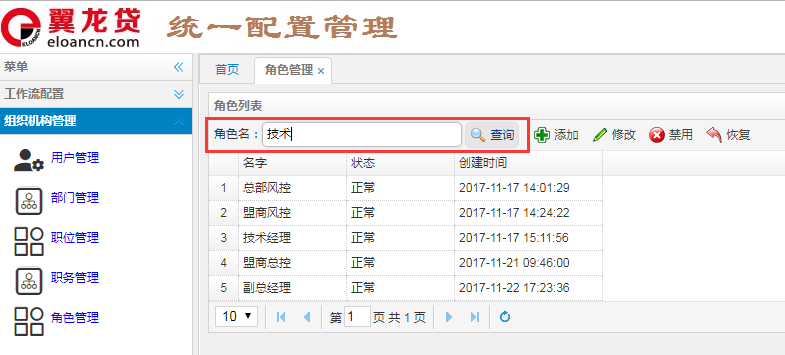 翼龙贷
eloancn.com
ELOANCN
统一配置管理
菜单
工作流配置
组织机构管理
用户管理
部门管理
职位管理
职务管理
角色管理
首页 角色管理 ×
角色列表
角色名： 技术 查询 添加 修改 禁用 恢复
名字 状态 创建时间
1 总部风控 正常 2017-11-17 14:01:29
2 盟商风控 正常 2017-11-17 14:24:22
3 技术经理 正常 2017-11-17 15:11:56
4 盟商总控 正常 2017-11-21 09:46:00
5 副总经理 正常 2017-11-22 17:23:36
10 第 1 页 共 1 页